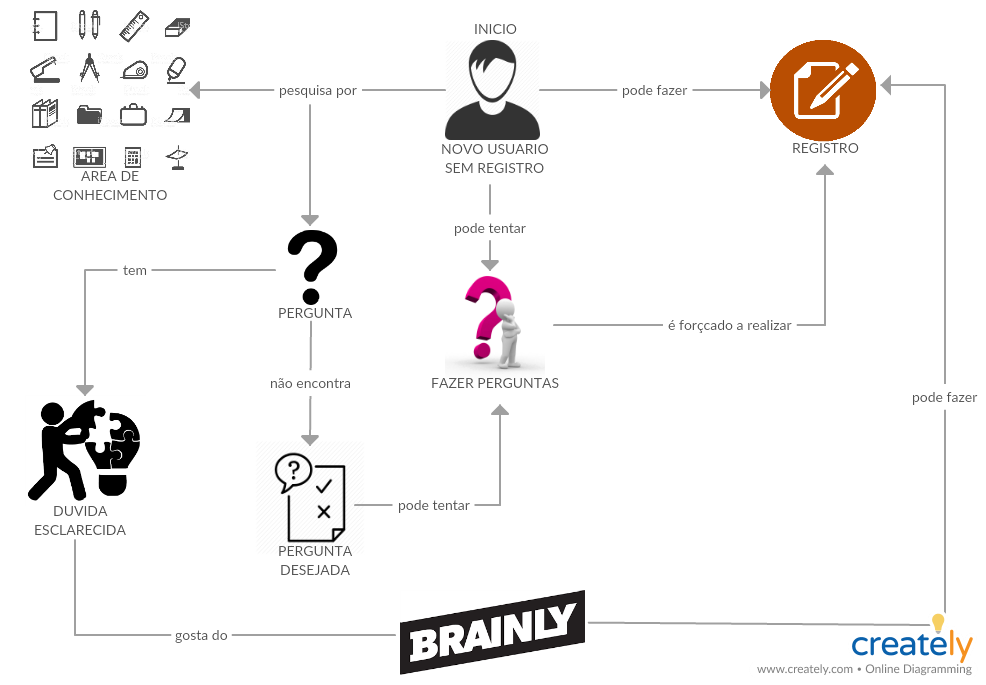 INICIO
pesquisa por
pode fazer
NOVO USUARIO
SEM REGISTRO
REGISTRO
AREA DE
CONHECIMENTO
pode tentar
tem
PERGUNTA
é forçcado a realizar
não encontra
FAZER PERGUNTAS
pode fazer
pode tentar
DUVIDA
ESCLARECIDA
PERGUNTA
DESEJADA
gosta do
BRAINLY
creately
www.creately.com • Online Diagramming